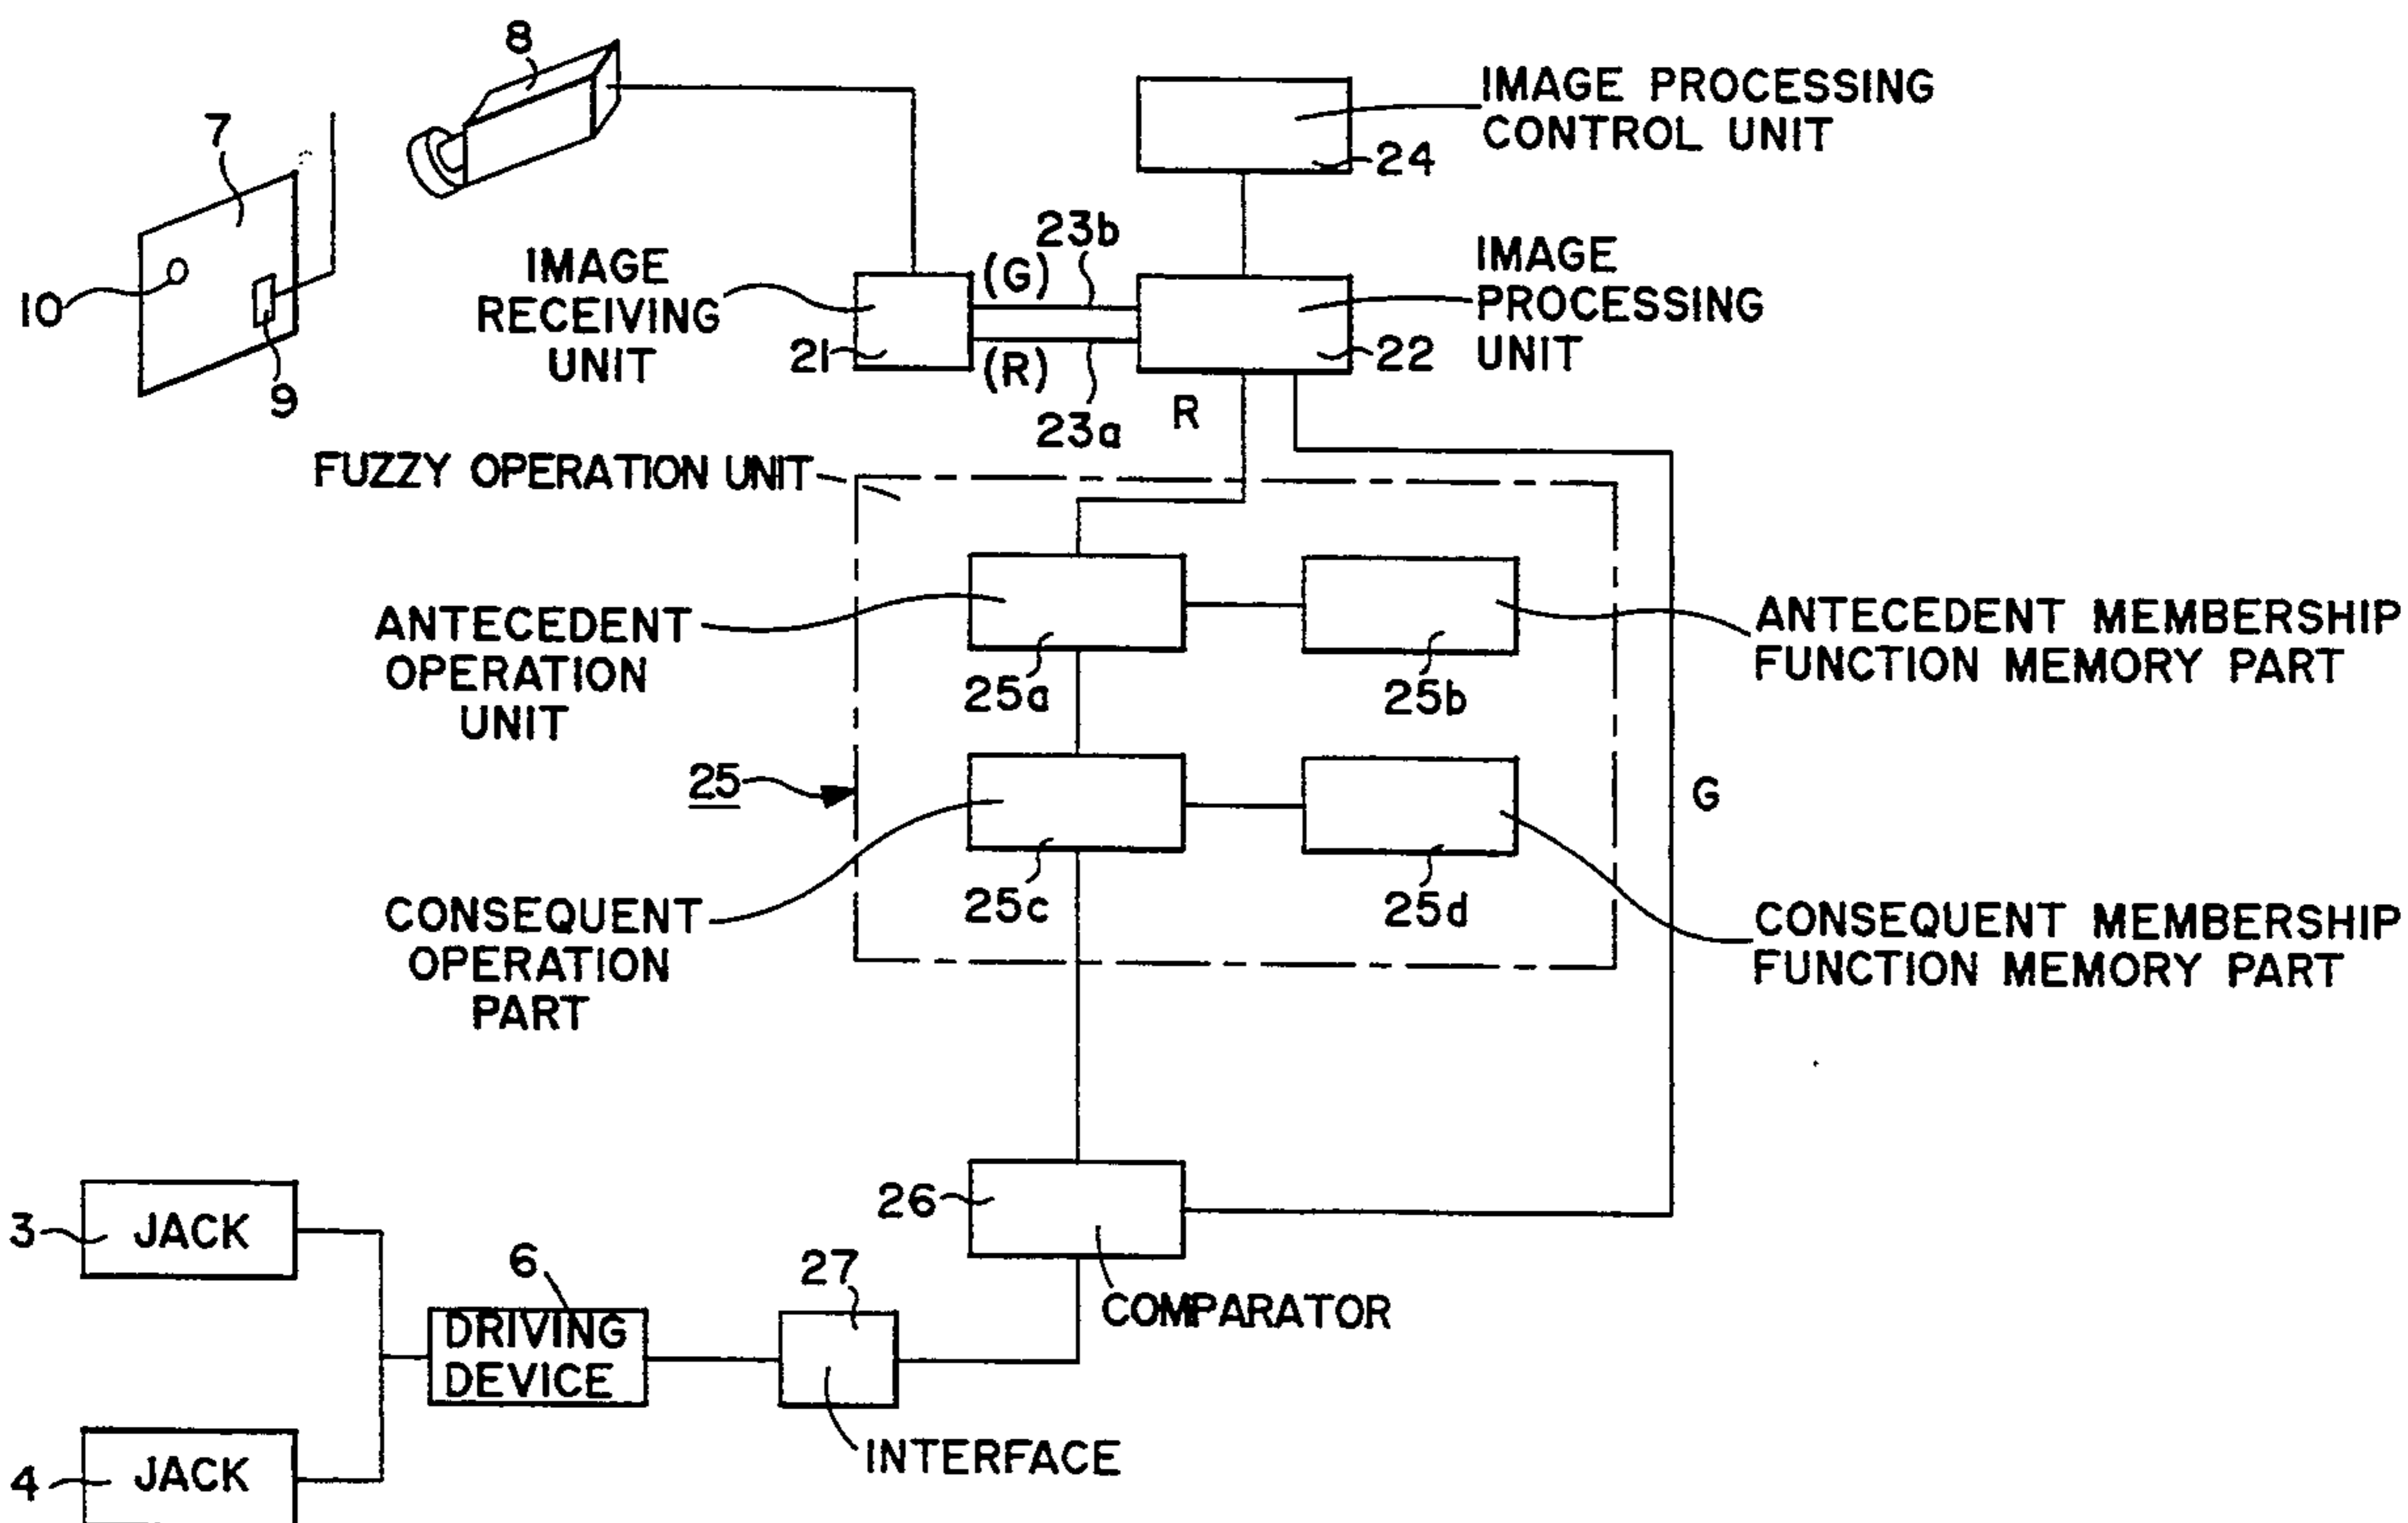 8
7
10
9
IMAGE PROCESSING
CONTROL UNIT
24
IMAGE
RECEIVING
UNIT
21
(G)
23b
(R)
23a
IMAGE
PROCESSING
UNIT
22
R
FUZZY OPERATION UNIT
ANTECEDENT
OPERATION
UNIT
25a
25b
ANTECEDENT MEMBERSHIP
FUNCTION MEMORY PART
25
G
CONSEQUENT
OPERATION
PART
25c
25d
CONSEQUENT MEMBERSHIP
FUNCTION MEMORY PART
26
COMPARATOR
3
JACK
6
DRIVING
DEVICE
27
INTERFACE
4
JACK